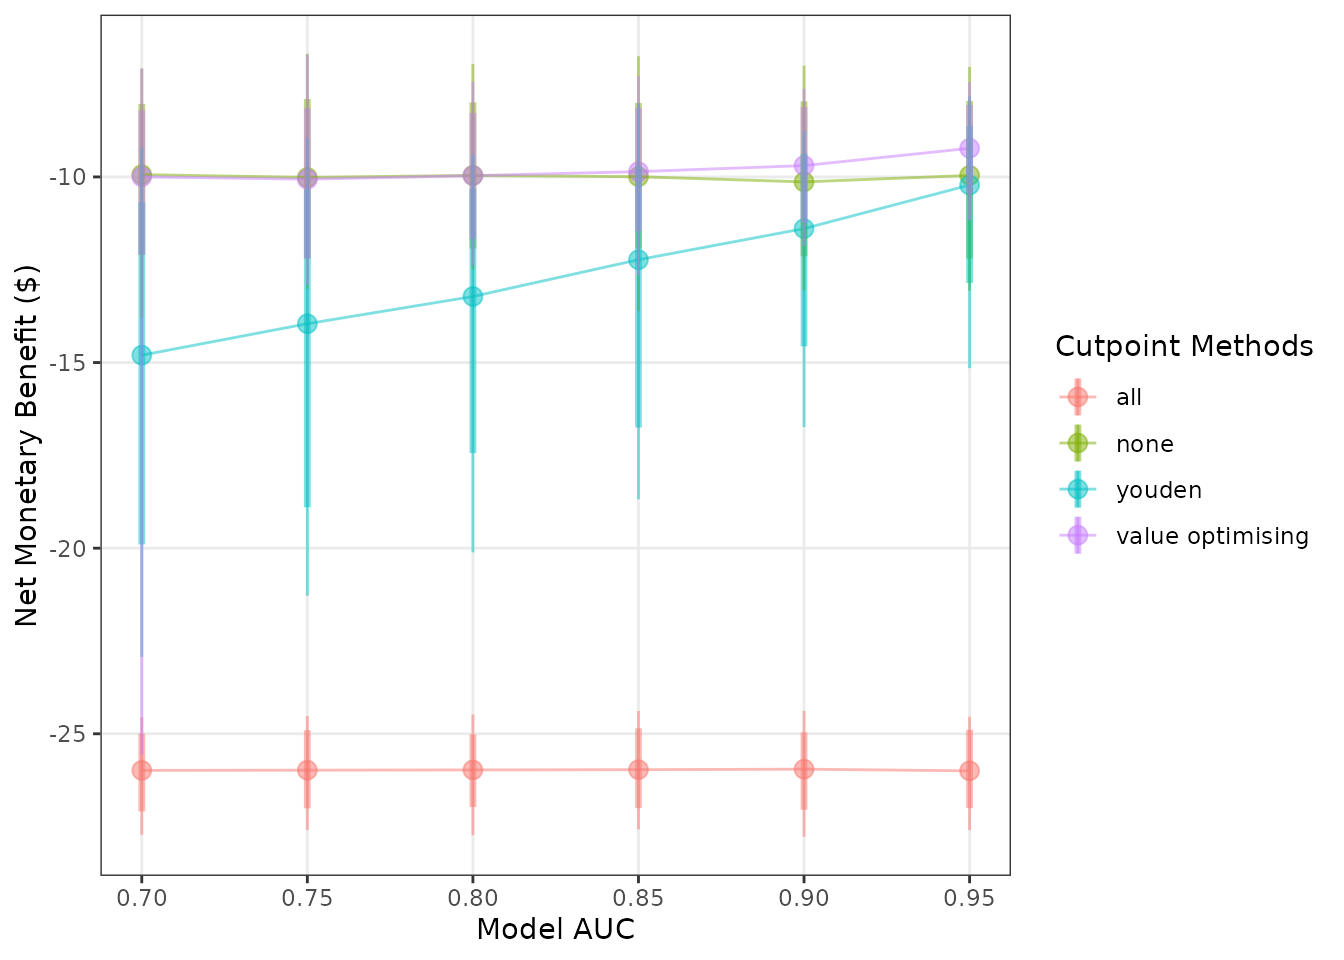 -10
-15
-20
-25
Net Monetary Benefit ($)
0.70 0.75 0.80 0.85 0.90 0.95
Model AUC
Cutpoint Methods
all
none
youden
value optimising